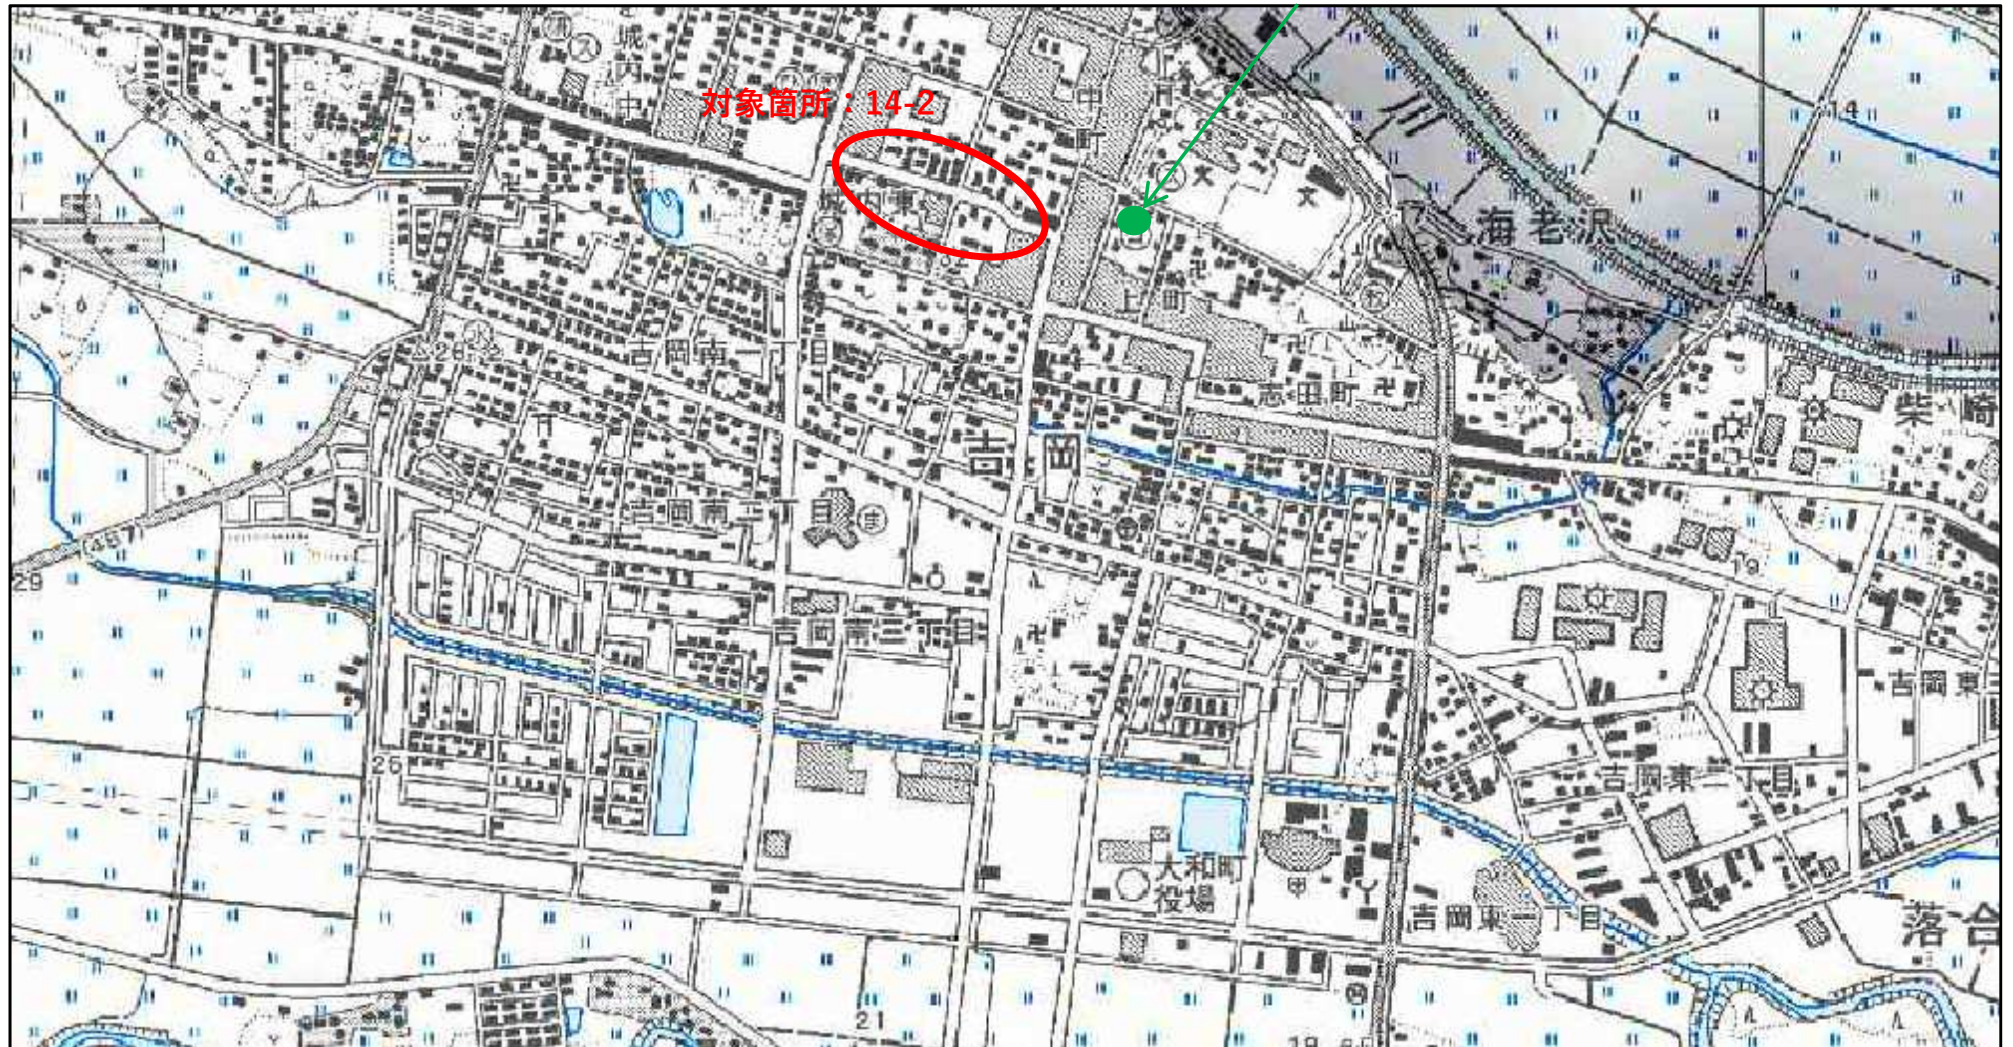 城内中
対象箇所：14-2
中町
14
城内東
海老沢
上町
吉岡南一丁目
志田町
柴崎
吉岡
吉岡南二丁目
457
29
19
吉岡南三丁目
吉岡東三
26
吉岡東二丁目
大和町
役場
吉岡東一丁目
落合
21